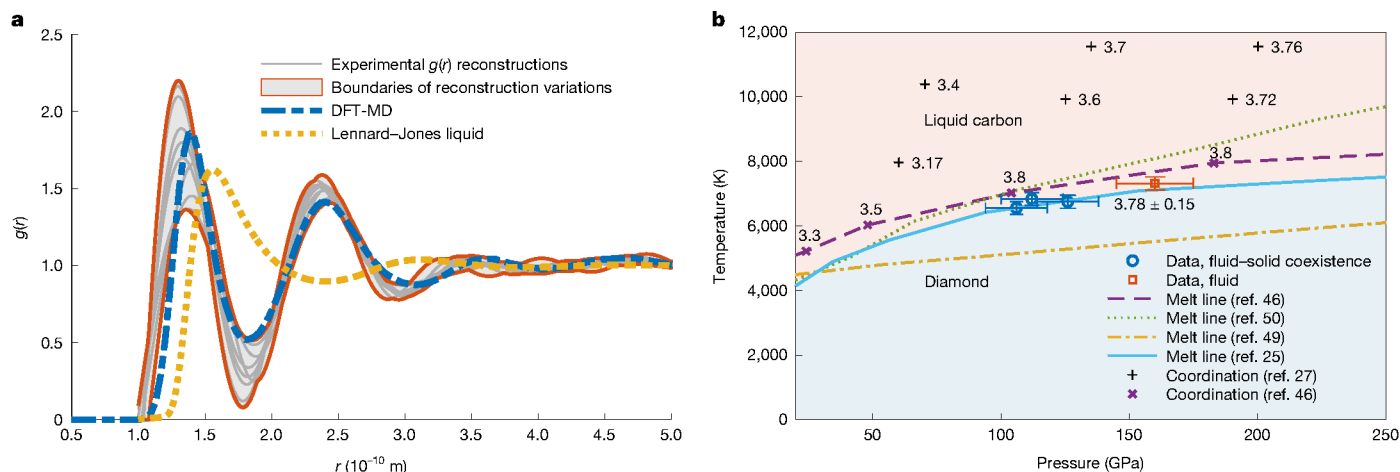 a
2.5
2.0
1.5
1.0
0.5
0
g(r)
0.5
1.0
1.5
2.0
2.5
3.0
3.5
4.0
4.5
5.0
r (10⁻¹⁰ m)
Experimental g(r) reconstructions
Boundaries of reconstruction variations
DFT-MD
Lennard–Jones liquid
b
12,000
10,000
8,000
6,000
4,000
2,000
0
Temperature (K)
50
100
150
200
250
Pressure (GPa)
3.7
3.76
3.4
3.6
3.72
Liquid carbon
3.17
3.8
3.8
3.5
3.3
3.78 ± 0.15
Diamond
Data, fluid–solid coexistence
Data, fluid
Melt line (ref. 46)
Melt line (ref. 50)
Melt line (ref. 49)
Melt line (ref. 25)
Coordination (ref. 27)
Coordination (ref. 46)